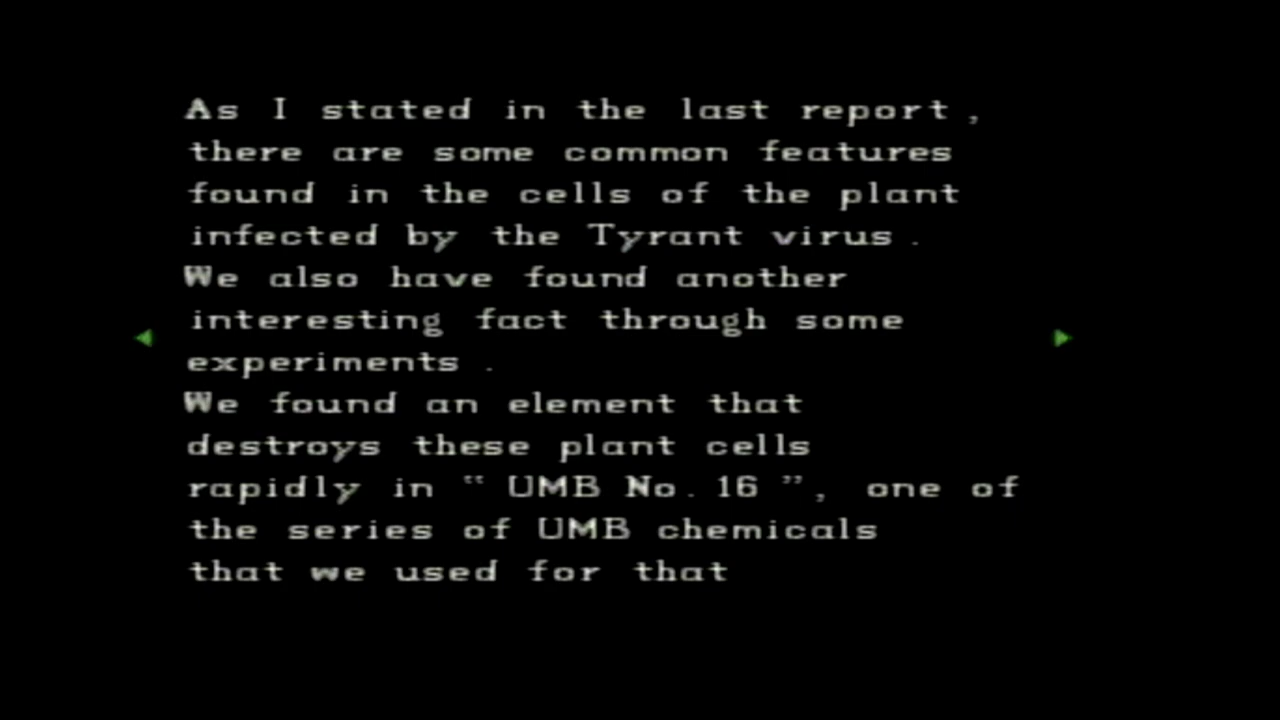 As I stated in the last report,
there are some common features
found in the cells of the plant
infected by the Tyrant virus.
We also have found another
interesting fact through some
experiments.
We found an element that
destroys these plant cells
rapidly in “UMB No.16”, one of
the series of UMB chemicals
that we used for that